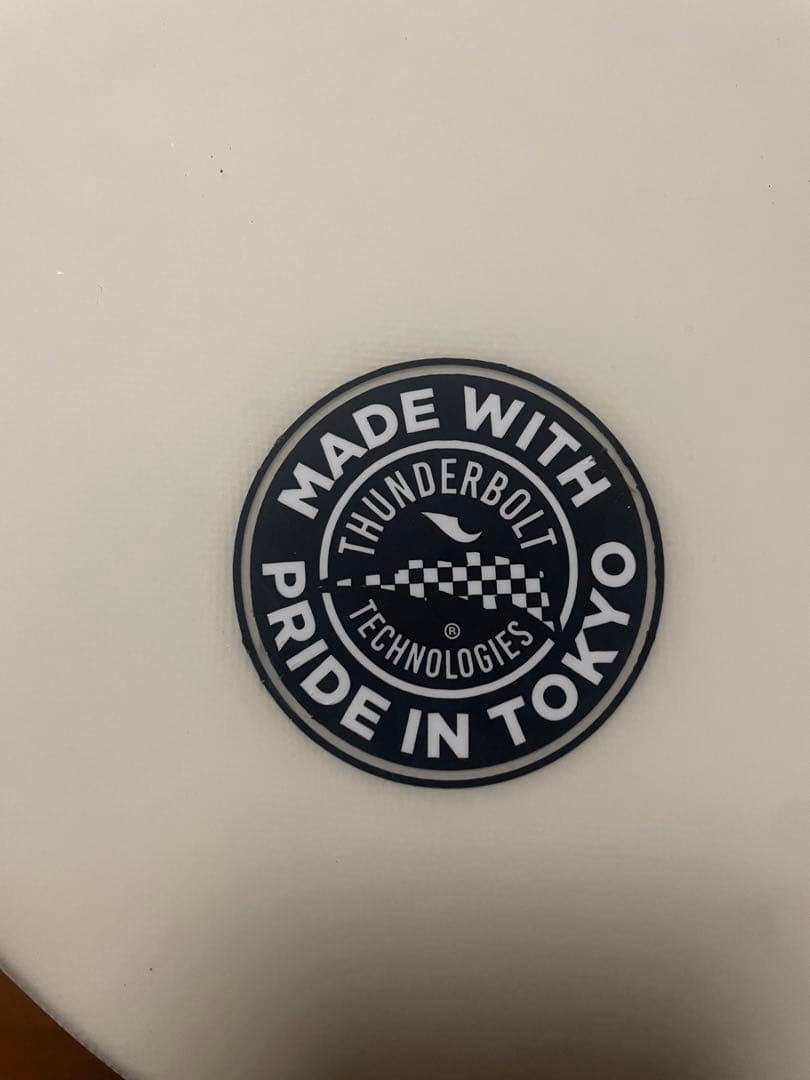 MADE WITH
THUNDERBOLT
®
TECHNOLOGIES
PRIDE IN TOKYO